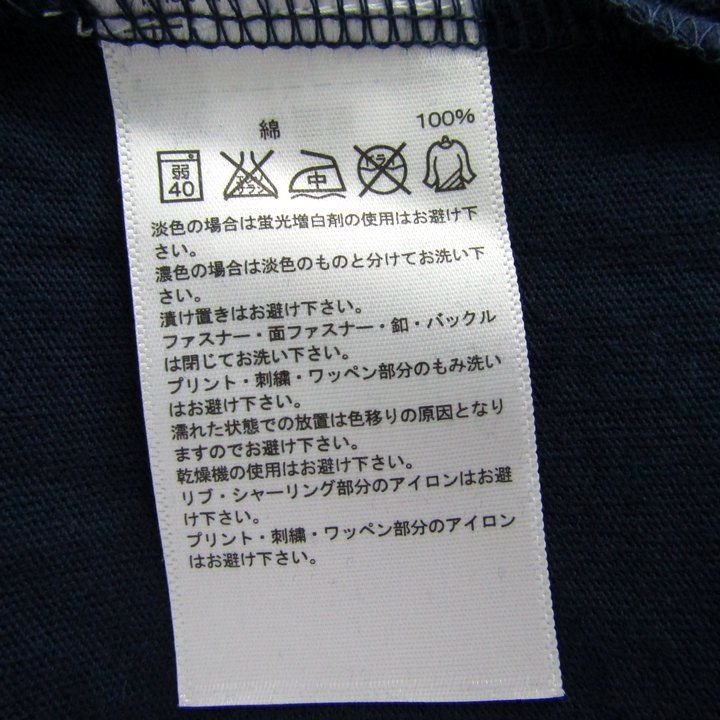 綿 100%
弱 40 エンソ サラシ 中 ドライ
淡色の場合は蛍光増白剤の使用はお避け下
さい。
濃色の場合は淡色のものと分けてお洗い下
さい。
漬け置きはお避け下さい。
ファスナー・面ファスナー・釦・バックル
は閉じてお洗い下さい。
プリント・刺繍・ワッペン部分のもみ洗い
はお避け下さい。
濡れた状態での放置は色移りの原因となり
ますのでお避け下さい。
乾燥機の使用はお避け下さい。
リブ・シャーリング部分のアイロンはお避
け下さい。
プリント・刺繍・ワッペン部分のアイロン
はお避け下さい。